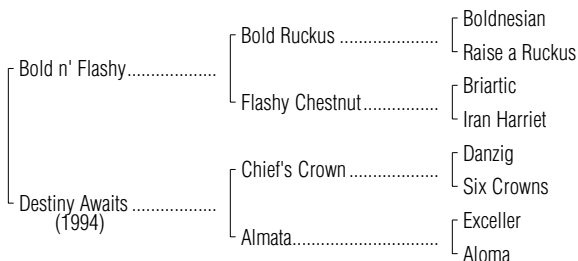 Boldnesian
Bold Ruckus ....................
Raise a Ruckus
Bold n' Flashy..................
Briartic
Flashy Chestnut...............
Iran Harriet
Danzig
Chief's Crown ..................
Six Crowns
Destiny Awaits .................
(1994)
Exceller
Almata.............................
Aloma